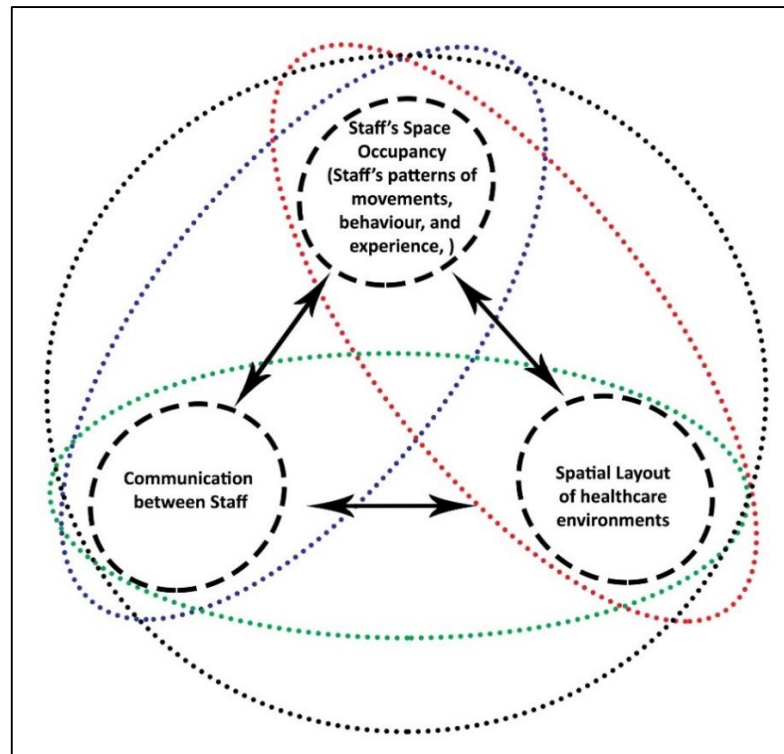 Staff's Space
Occupancy
(Staff's patterns of
movements,
behaviour, and
experience, )
Communication
between Staff
Spatial Layout
of healthcare
environments